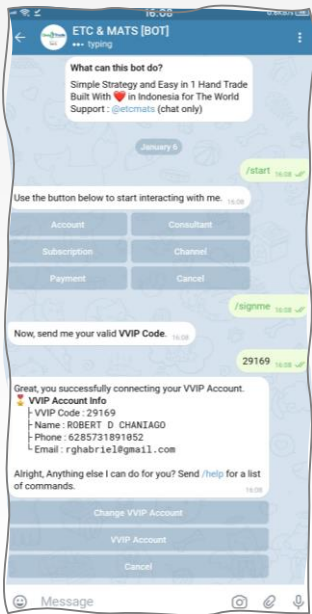 16:08
ETC & MATS [BOT]
typing
What can this bot do?
Simple Strategy and Easy in 1 Hand Trade
Built With ❤️ in Indonesia for The World
Support : @etcmats (chat only)
January 6
/start 16:08
Use the button below to start interacting with me. 16:08
Account Consultant
Subscription Channel
Payment Cancel
/signme 16:08
Now, send me your valid VVIP Code. 16:08
29169 16:08
Great, you successfully connecting your VVIP Account.
🎖 VVIP Account Info
├ VVIP Code : 29169
├ Name : ROBERT D CHANIAGO
├ Phone : 6285731891052
└ Email : rghabriel@gmail.com
Alright, Anything else I can do for you? Send /help for a list
of commands. 16:08
Change VVIP Account
VVIP Account
Cancel
Message